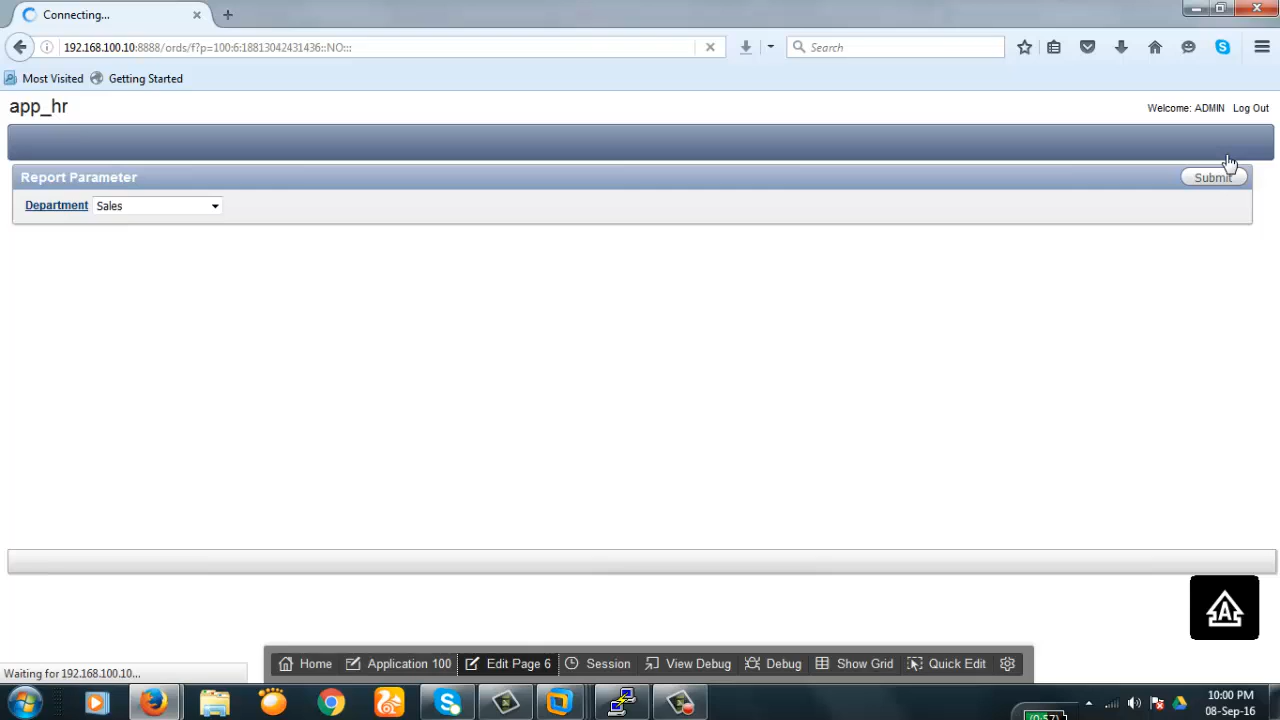 Connecting...
192.168.100.10:8888/ords/f?p=100:6:18813042431436::NO:::
Search
Most Visited
Getting Started
app_hr
Welcome: ADMIN Log Out
Report Parameter
Submit
Department
Sales
A
Home
Application 100
Edit Page 6
Session
View Debug
Debug
Show Grid
Quick Edit
Waiting for 192.168.100.10...
10:00 PM
08-Sep-16
(0:57)